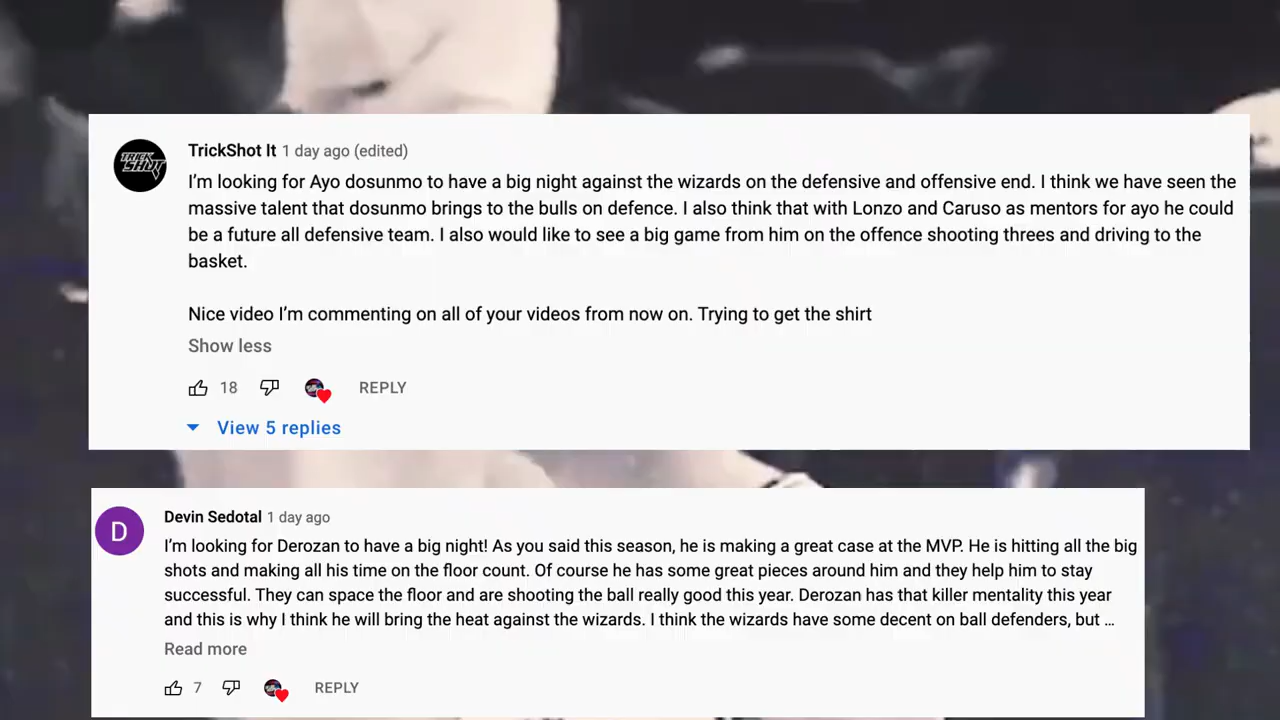 TRICK
SHOT
TrickShot It 1 day ago (edited)
I'm looking for Ayo dosunmo to have a big night against the wizards on the defensive and offensive end. I think we have seen the
massive talent that dosunmo brings to the bulls on defence. I also think that with Lonzo and Caruso as mentors for ayo he could
be a future all defensive team. I also would like to see a big game from him on the offence shooting threes and driving to the
basket.
Nice video I'm commenting on all of your videos from now on. Trying to get the shirt
Show less
18 REPLY
View 5 replies
D
Devin Sedotal 1 day ago
I'm looking for Derozan to have a big night! As you said this season, he is making a great case at the MVP. He is hitting all the big
shots and making all his time on the floor count. Of course he has some great pieces around him and they help him to stay
successful. They can space the floor and are shooting the ball really good this year. Derozan has that killer mentality this year
and this is why I think he will bring the heat against the wizards. I think the wizards have some decent on ball defenders, but ...
Read more
7 REPLY